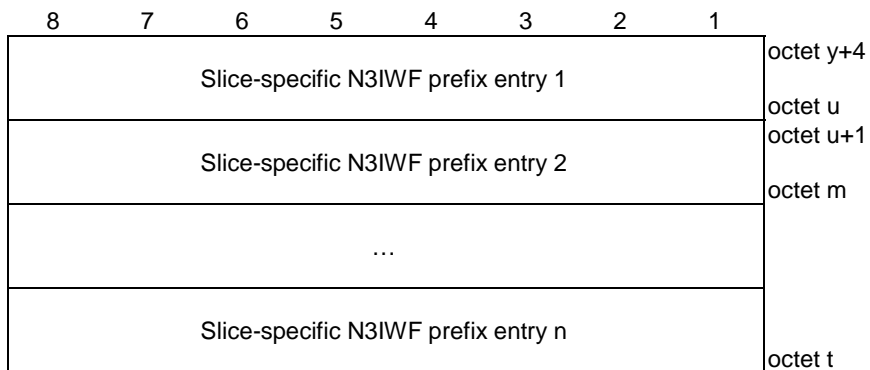 8 7 6 5 4 3 2 1
octet y+4
Slice-specific N3IWF prefix entry 1
octet u
octet u+1
Slice-specific N3IWF prefix entry 2
octet m
…
Slice-specific N3IWF prefix entry n
octet t